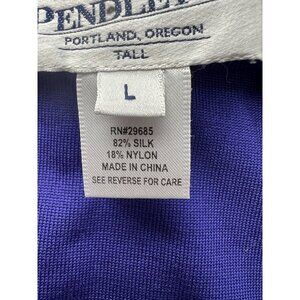 PORTLAND, OREGON
TALL
L
RN#29685
82% SILK
18% NYLON
MADE IN CHINA
SEE REVERSE FOR CARE